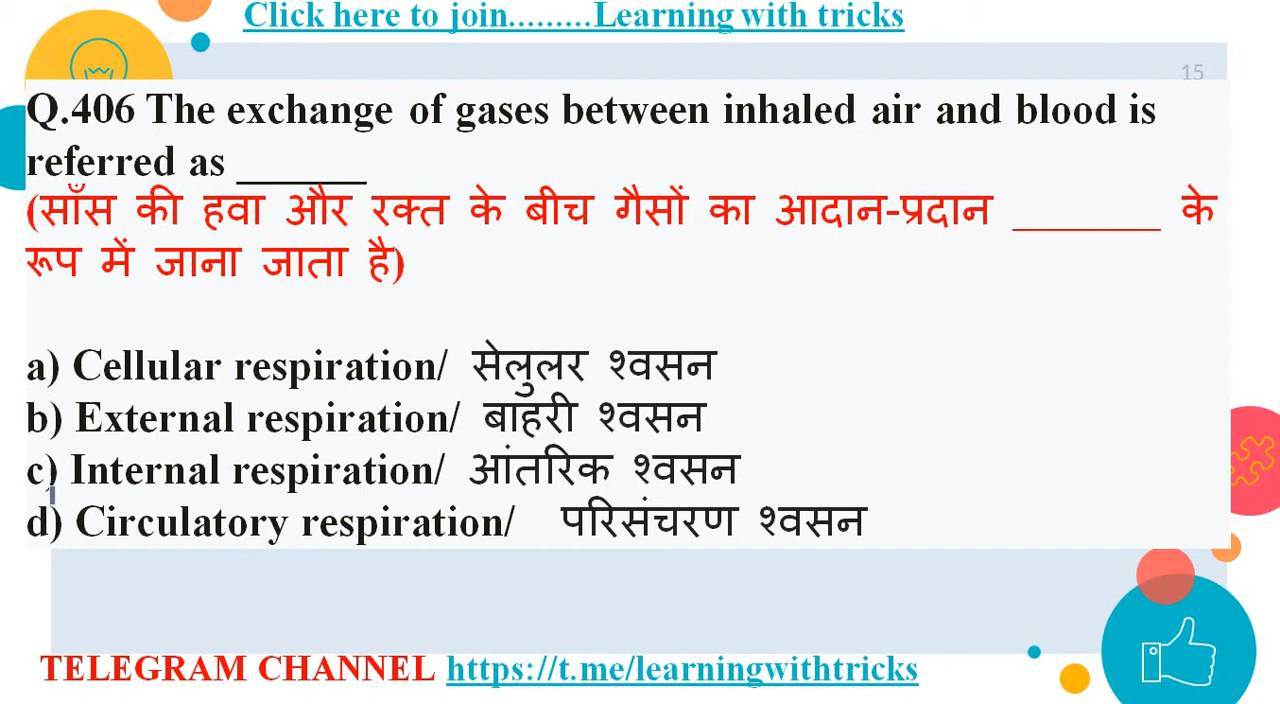 Click here to join.........Learning with tricks
15
Q.406 The exchange of gases between inhaled air and blood is
referred as ______
(साँस की हवा और रक्त के बीच गैसों का आदान-प्रदान _______ के
रूप में जाना जाता है)
a) Cellular respiration/ सेलुलर श्वसन
b) External respiration/ बाहरी श्वसन
c) Internal respiration/ आंतरिक श्वसन
d) Circulatory respiration/ परिसंचरण श्वसन
TELEGRAM CHANNEL https://t.me/learningwithtricks